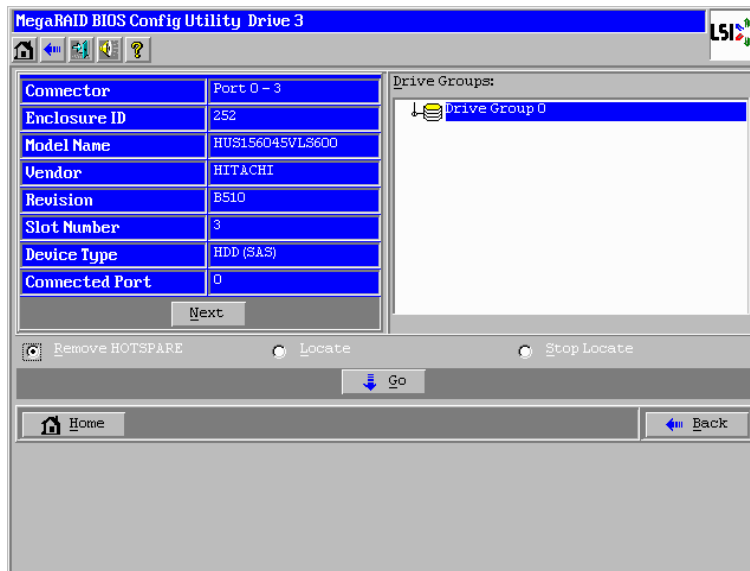 MegaRAID BIOS Config Utility Drive 3
LSI
Connector Port 0 - 3
Enclosure ID 252
Model Name HUS156045VLS600
Vendor HITACHI
Revision B510
Slot Number 3
Device Type HDD (SAS)
Connected Port 0
Next
Drive Groups:
Drive Group 0
Remove HOTSPARE Locate Stop Locate
Go
Home Back